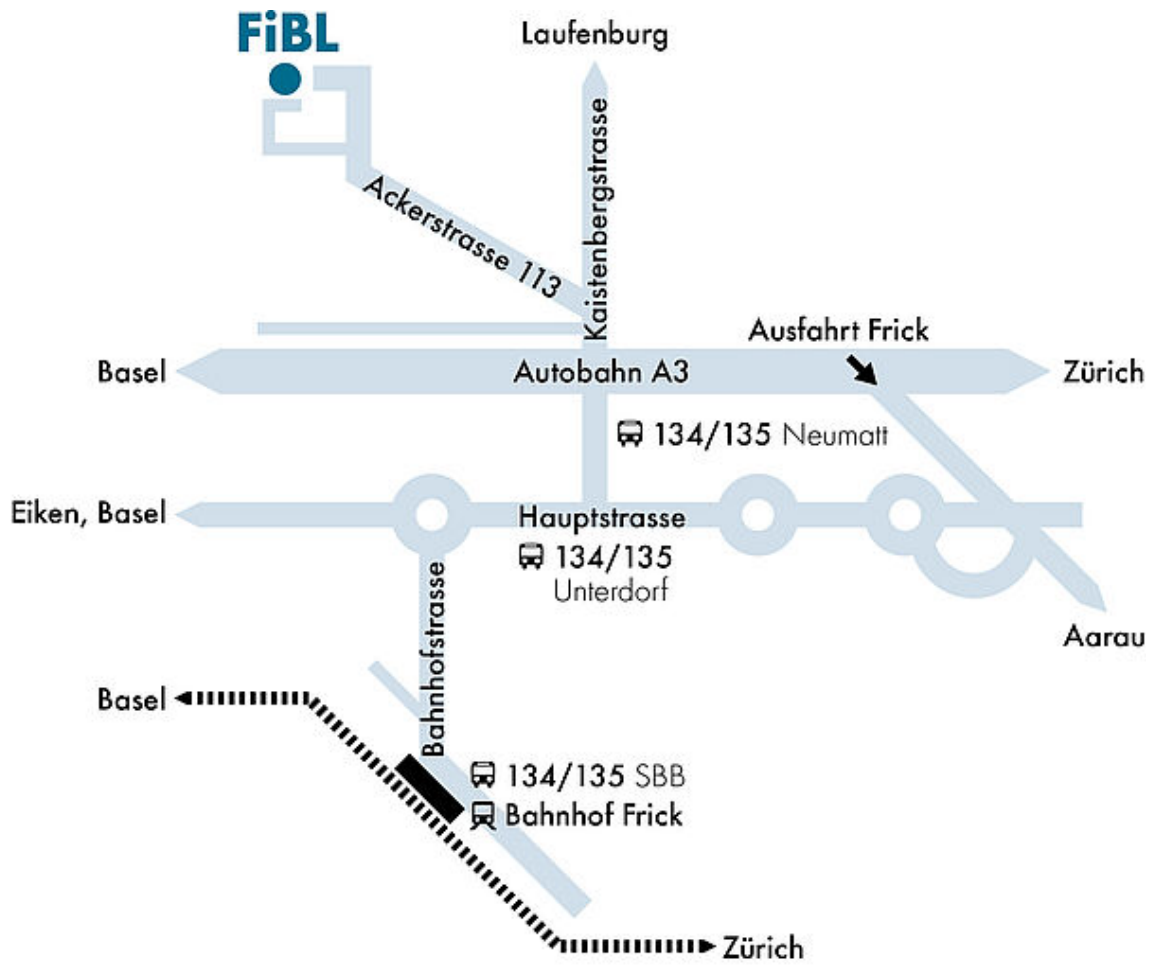 FiBL
Laufenburg
Kaistenbergstrasse
Ackerstrasse 113
Ausfahrt Frick
Basel
Autobahn A3
Zürich
134/135 Neumatt
Eiken, Basel
Hauptstrasse
134/135
Unterdorf
Bahnhofstrasse
Aarau
Basel
134/135 SBB
Bahnhof Frick
Zürich